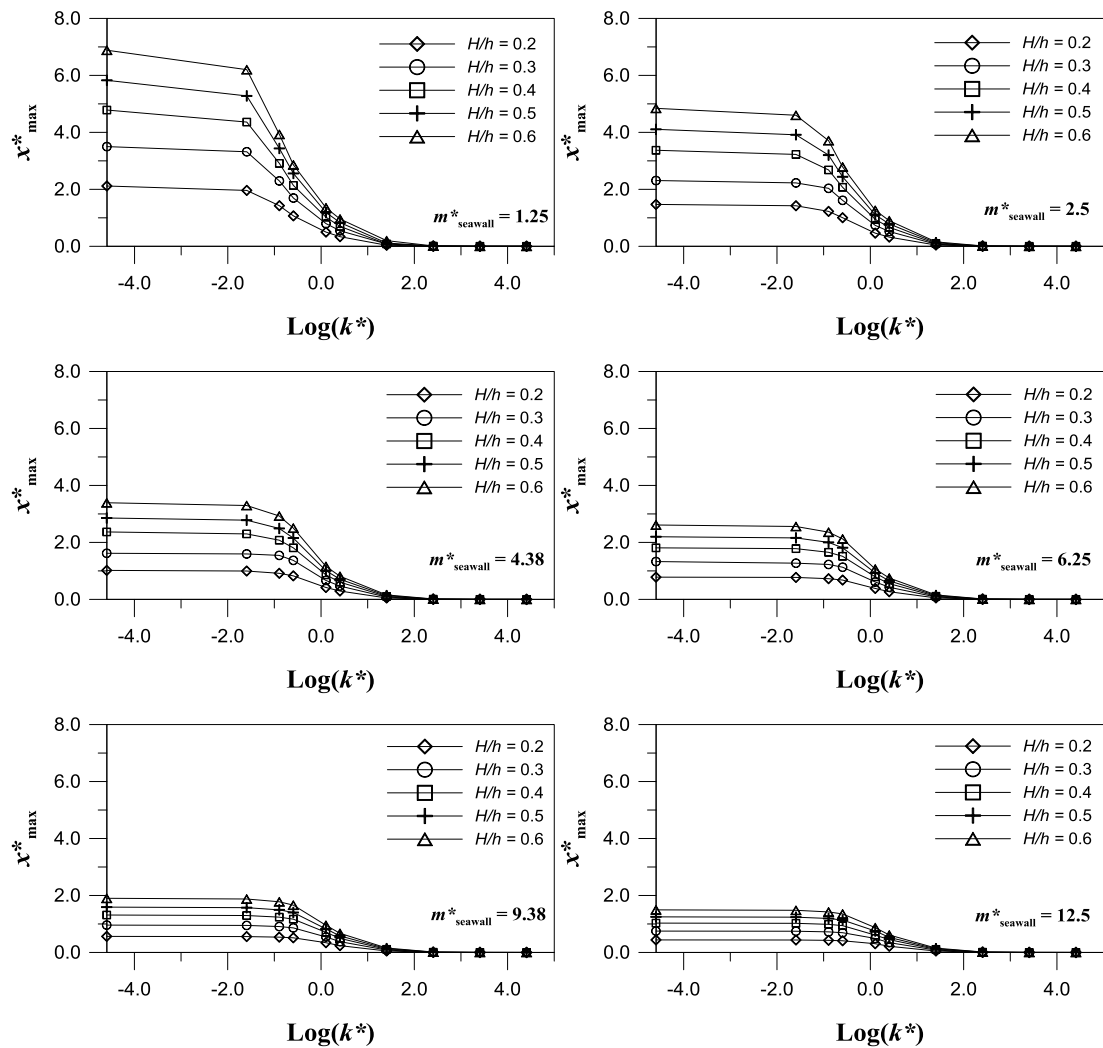 8.0
6.0
4.0
2.0
0.0
x*max
H/h = 0.2
H/h = 0.3
H/h = 0.4
H/h = 0.5
H/h = 0.6
m*seawall = 1.25
-4.0 -2.0 0.0 2.0 4.0
Log(k*)
8.0
6.0
4.0
2.0
0.0
x*max
H/h = 0.2
H/h = 0.3
H/h = 0.4
H/h = 0.5
H/h = 0.6
m*seawall = 2.5
-4.0 -2.0 0.0 2.0 4.0
Log(k*)
8.0
6.0
4.0
2.0
0.0
x*max
H/h = 0.2
H/h = 0.3
H/h = 0.4
H/h = 0.5
H/h = 0.6
m*seawall = 4.38
-4.0 -2.0 0.0 2.0 4.0
Log(k*)
8.0
6.0
4.0
2.0
0.0
x*max
H/h = 0.2
H/h = 0.3
H/h = 0.4
H/h = 0.5
H/h = 0.6
m*seawall = 6.25
-4.0 -2.0 0.0 2.0 4.0
Log(k*)
8.0
6.0
4.0
2.0
0.0
x*max
H/h = 0.2
H/h = 0.3
H/h = 0.4
H/h = 0.5
H/h = 0.6
m*seawall = 9.38
-4.0 -2.0 0.0 2.0 4.0
Log(k*)
8.0
6.0
4.0
2.0
0.0
x*max
H/h = 0.2
H/h = 0.3
H/h = 0.4
H/h = 0.5
H/h = 0.6
m*seawall = 12.5
-4.0 -2.0 0.0 2.0 4.0
Log(k*)